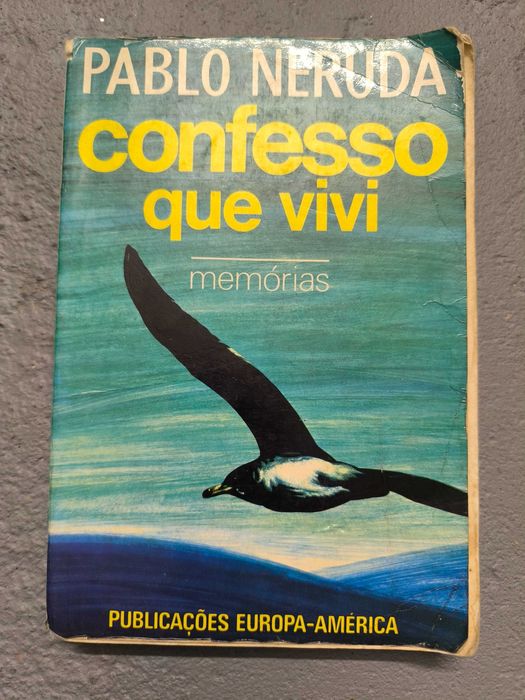 PABLO NERUDA
confesso
que vivi
memórias
PUBLICAÇÕES EUROPA-AMÉRICA